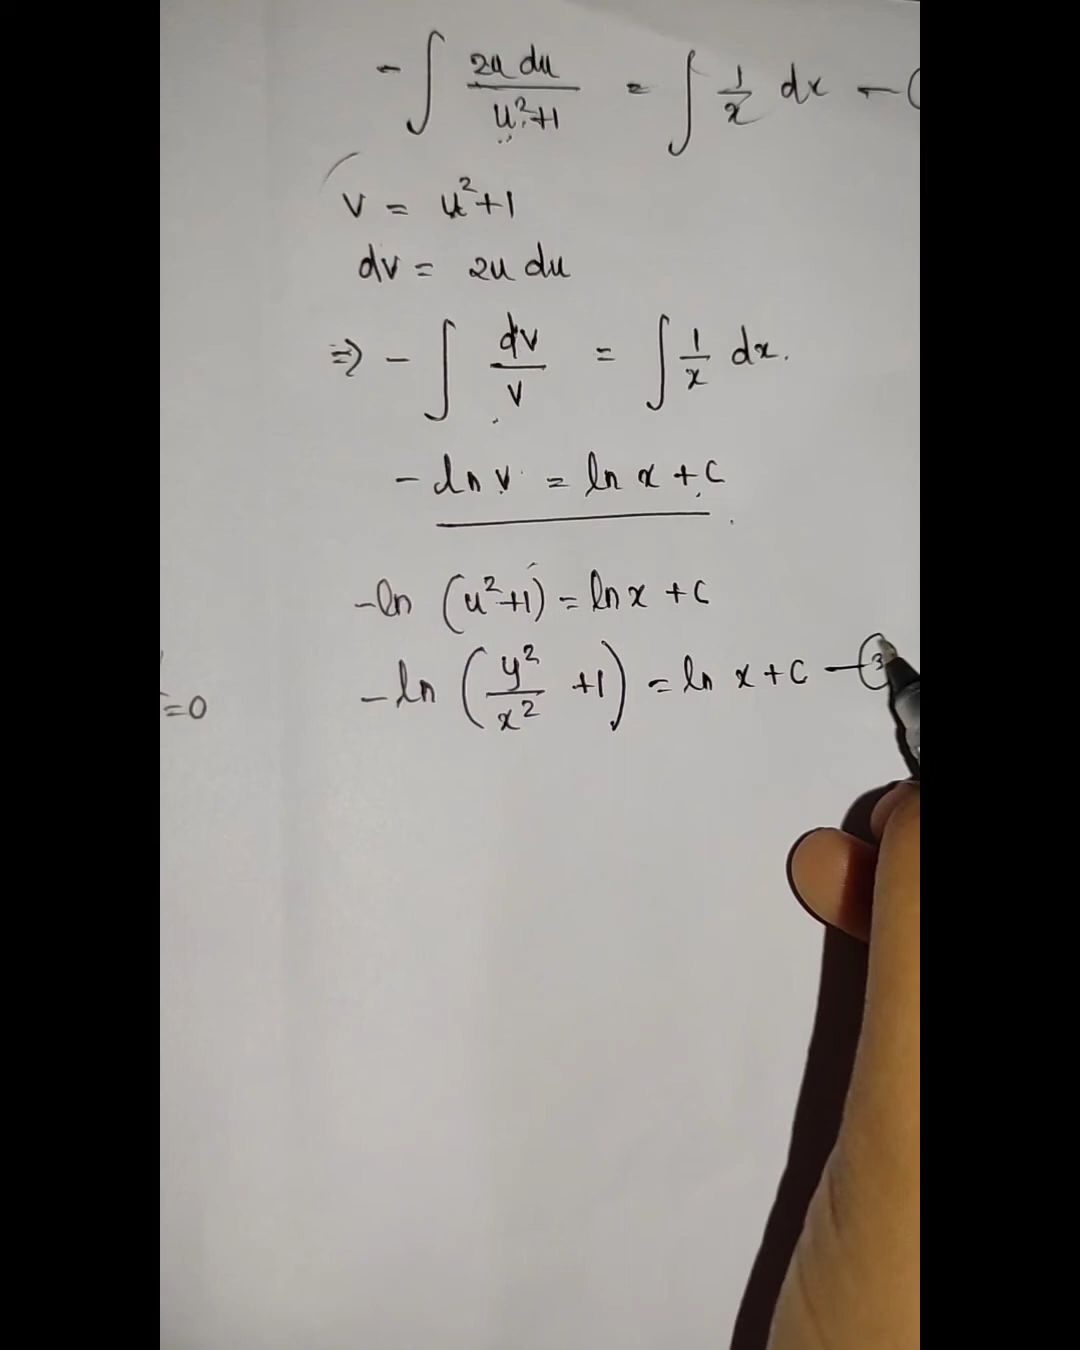 - ∫ 2u du / u²+1 = ∫ 1/x dx — (
v = u²+1
dv = 2u du
⇒ - ∫ dv/v = ∫ 1/x dx.
- ln v = ln x + c
-ln (u²+1) = ln x + c
-ln (y²/x² +1) = ln x + c — ③
=0